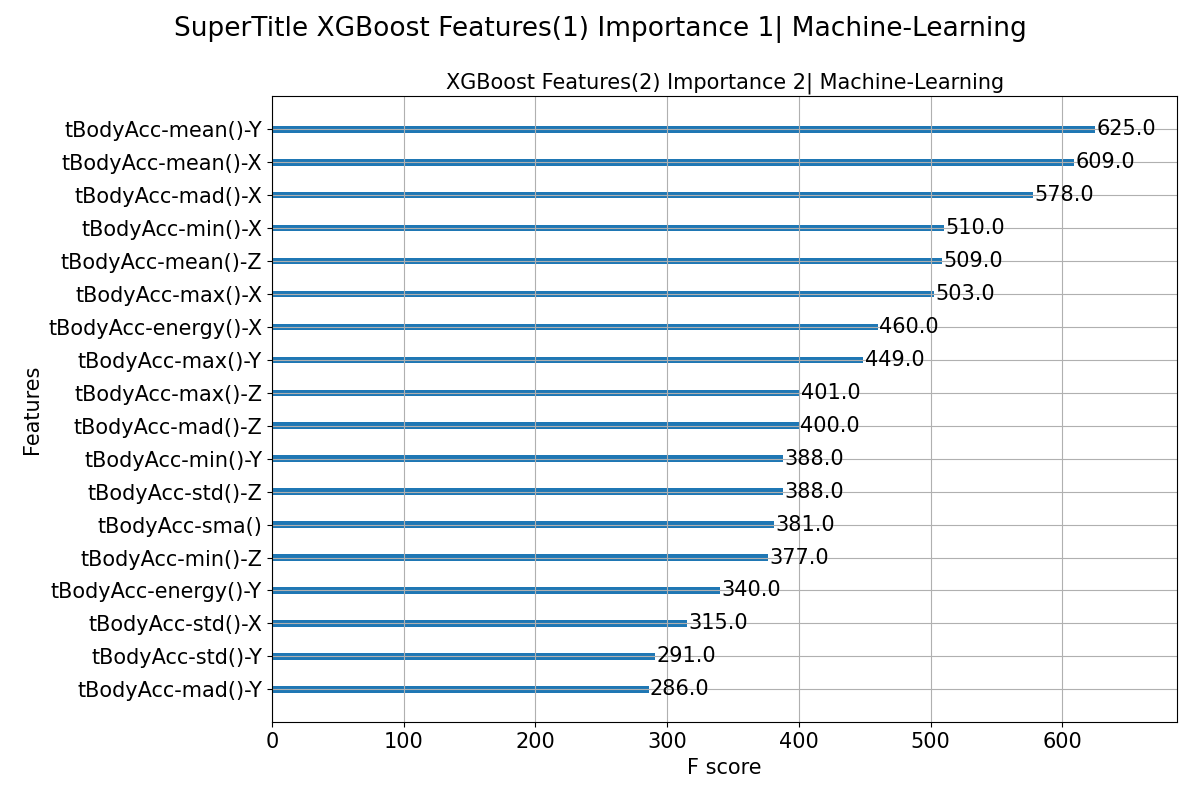 SuperTitle XGBoost Features(1) Importance 1| Machine-Learning
XGBoost Features(2) Importance 2| Machine-Learning
tBodyAcc-mean()-Y 625.0
tBodyAcc-mean()-X 609.0
tBodyAcc-mad()-X 578.0
tBodyAcc-min()-X 510.0
tBodyAcc-mean()-Z 509.0
tBodyAcc-max()-X 503.0
tBodyAcc-energy()-X 460.0
tBodyAcc-max()-Y 449.0
tBodyAcc-max()-Z 401.0
tBodyAcc-mad()-Z 400.0
tBodyAcc-min()-Y 388.0
tBodyAcc-std()-Z 388.0
tBodyAcc-sma() 381.0
tBodyAcc-min()-Z 377.0
tBodyAcc-energy()-Y 340.0
tBodyAcc-std()-X 315.0
tBodyAcc-std()-Y 291.0
tBodyAcc-mad()-Y 286.0
Features
0 100 200 300 400 500 600
F score